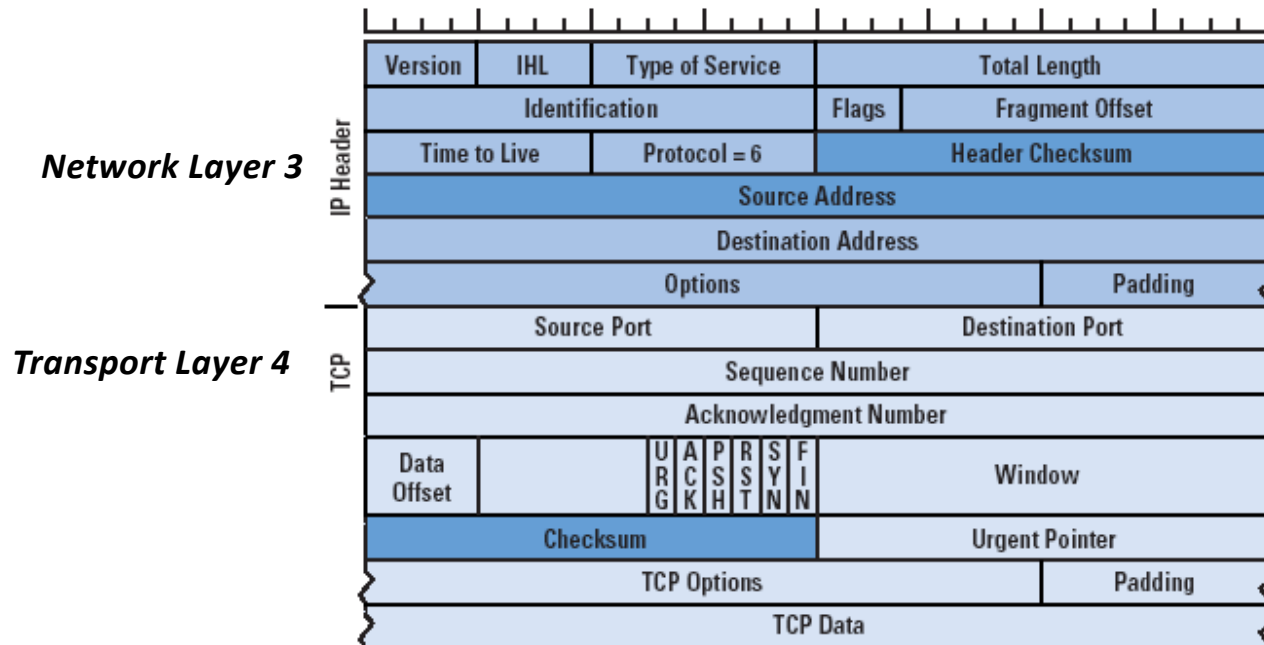 Version IHL Type of Service Total Length
Identification Flags Fragment Offset
Time to Live Protocol = 6 Header Checksum
Network Layer 3
IP Header
Source Address
Destination Address
Options Padding
Source Port Destination Port
Transport Layer 4
TCP
Sequence Number
Acknowledgment Number
Data Offset URG ACK PSH RST SYN FIN Window
Checksum Urgent Pointer
TCP Options Padding
TCP Data